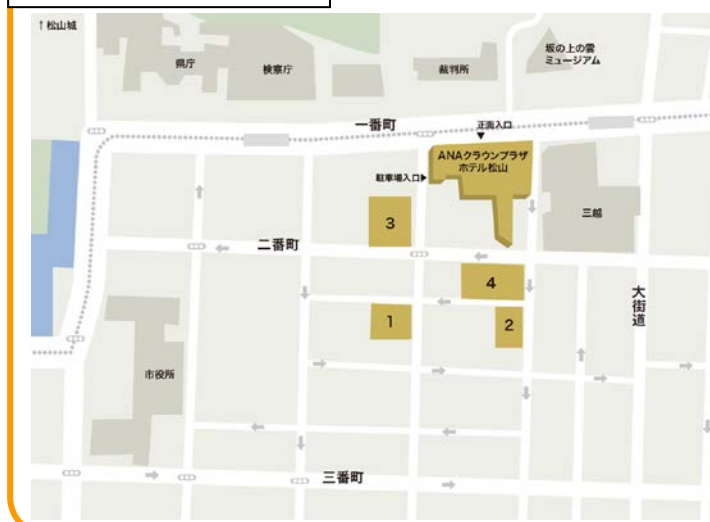 ↑松山城
県庁
検察庁
裁判所
坂の上の雲
ミュージアム
一番町
正面入口
▼
ANAクラウンプラザ
ホテル松山
駐車場入口▶
三越
3
二番町
4
大街道
1
2
市役所
三番町